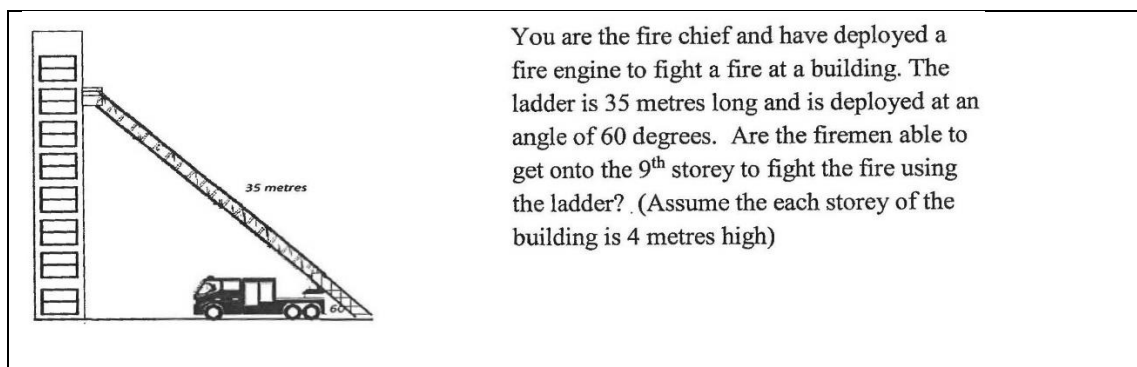 You are the fire chief and have deployed a
fire engine to fight a fire at a building. The
ladder is 35 metres long and is deployed at an
angle of 60 degrees. Are the firemen able to
get onto the 9th storey to fight the fire using
the ladder? . (Assume the each storey of the
building is 4 metres high)
35 metres
60